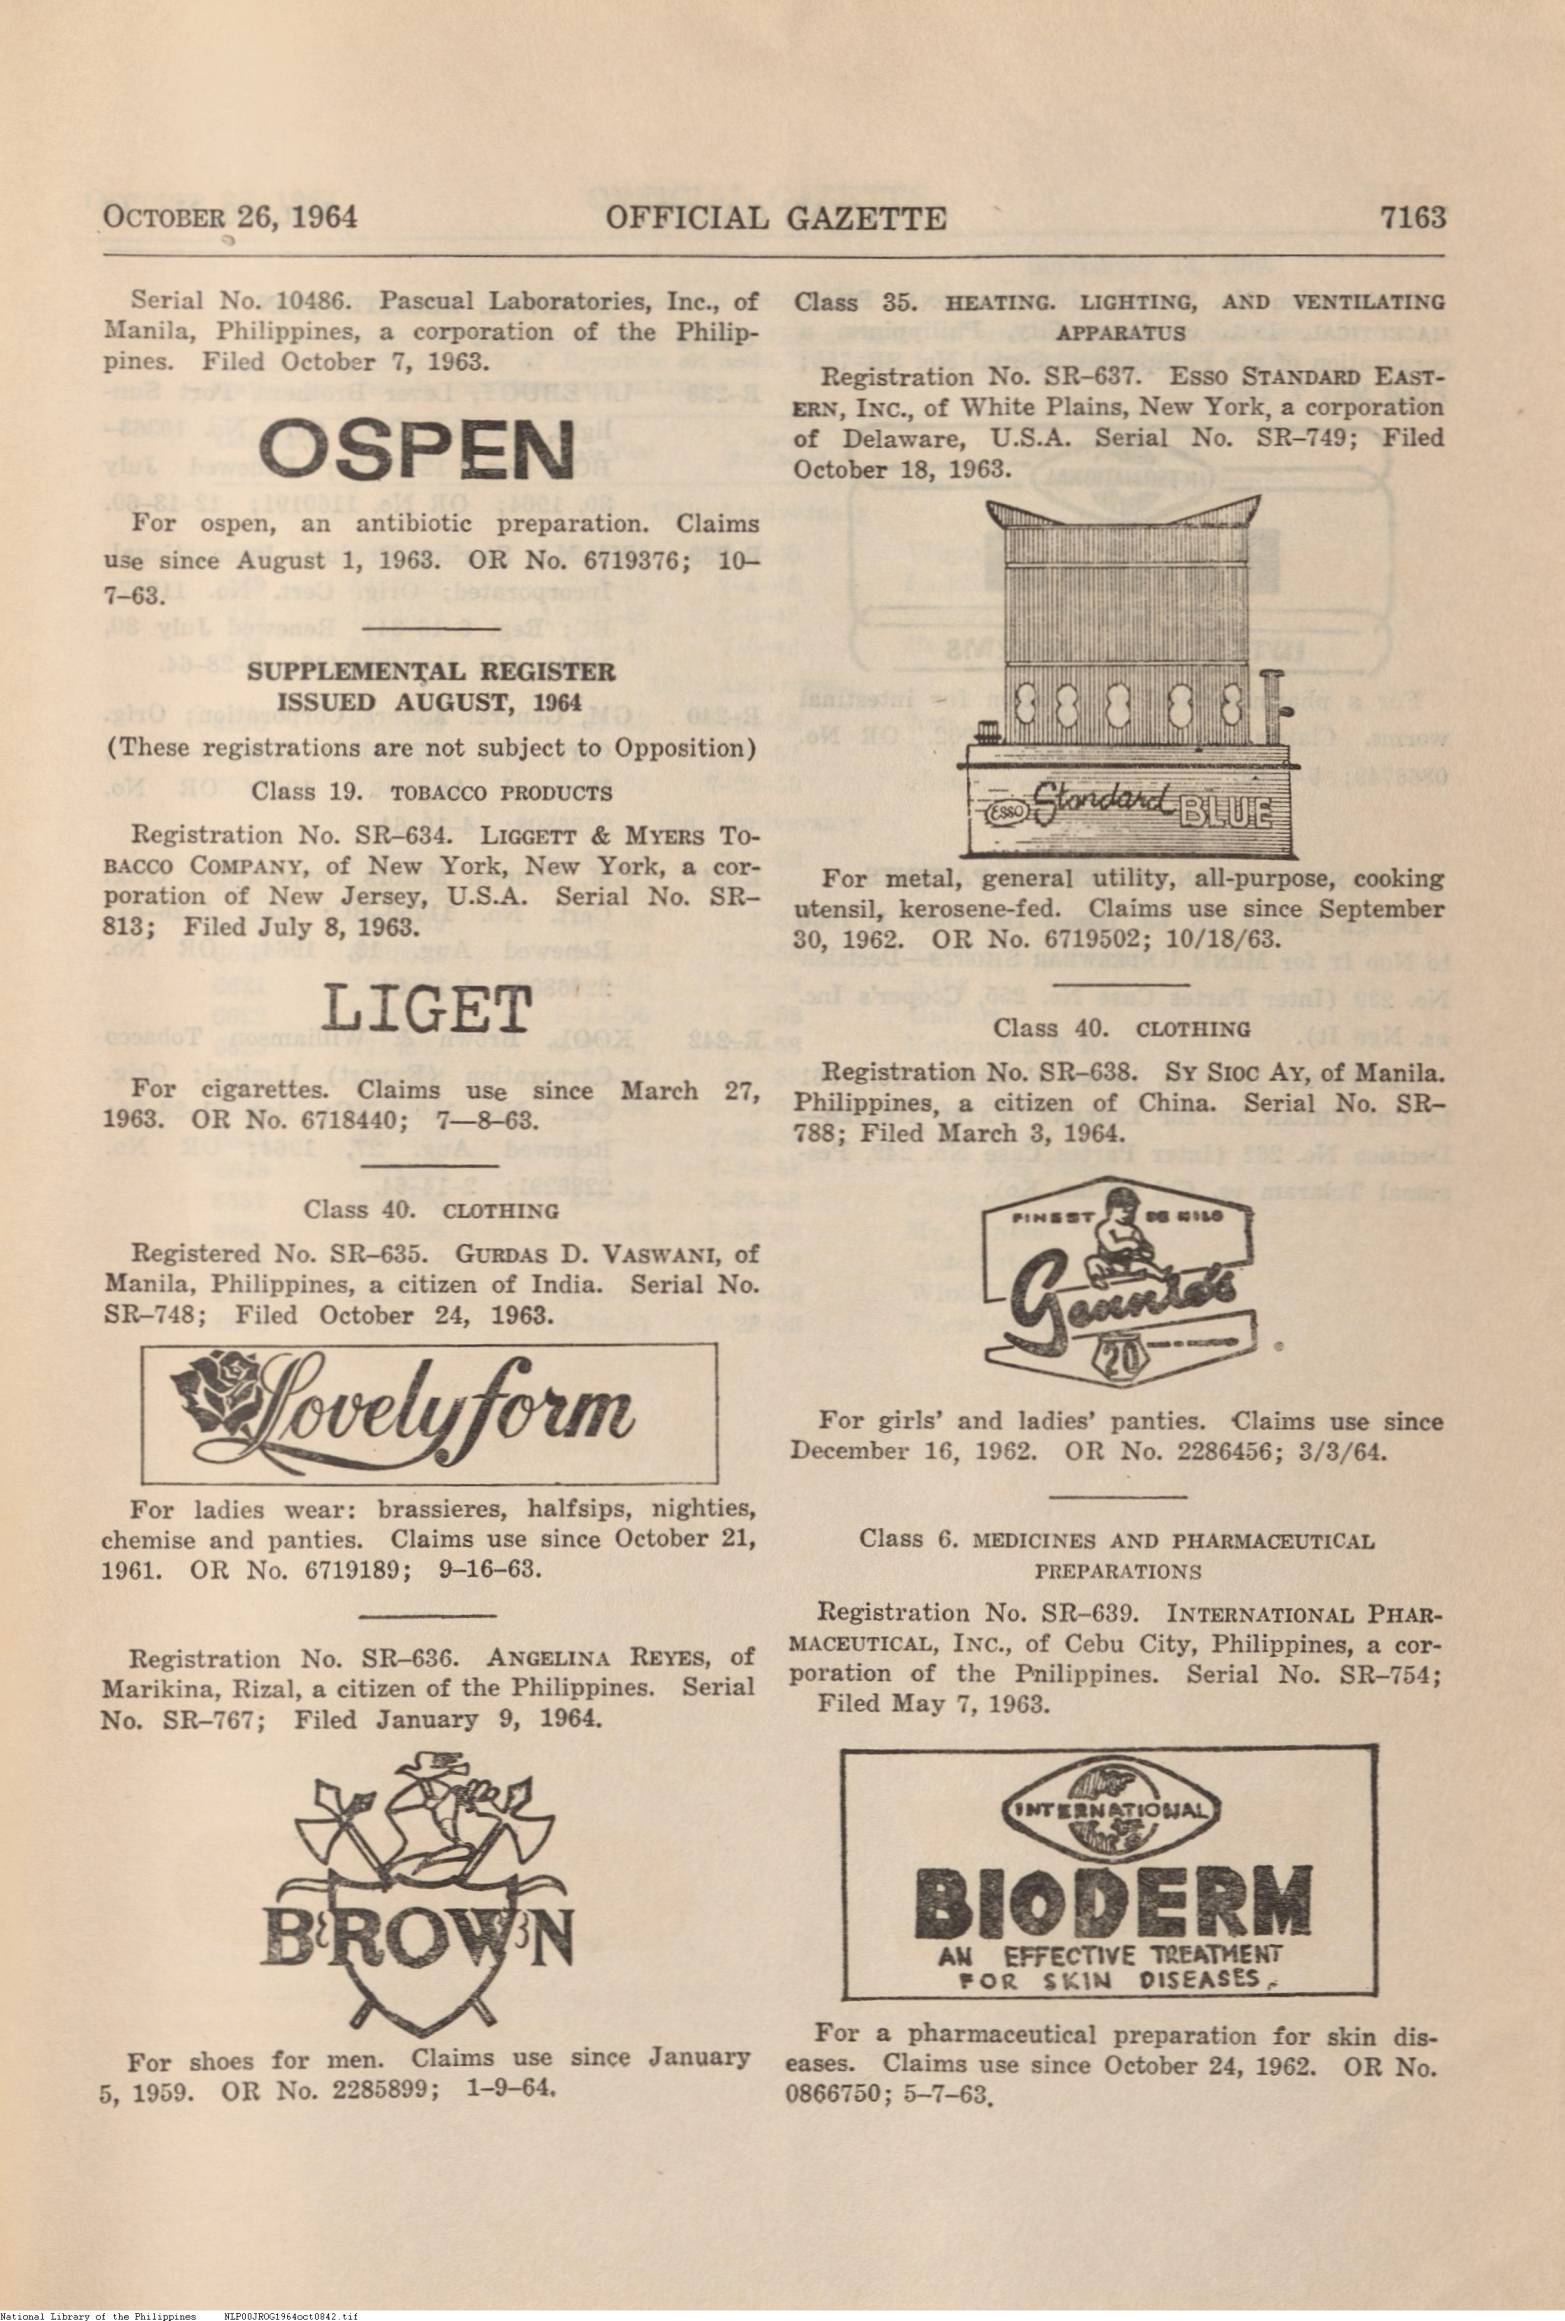 OCTOBER 26, 1964 OFFICIAL GAZETTE 7163
Serial No. 10486. Pascual Laboratories, Inc., of
Manila, Philippines, a corporation of the Philip-
pines. Filed October 7, 1963.
OSPEN
For ospen, an antibiotic preparation. Claims
use since August 1, 1963. OR No. 6719376; 10–
7–63.
SUPPLEMENTAL REGISTER
ISSUED AUGUST, 1964
(These registrations are not subject to Opposition)
Class 19. TOBACCO PRODUCTS
Registration No. SR–634. LIGGETT & MYERS TO-
BACCO COMPANY, of New York, New York, a cor-
poration of New Jersey, U.S.A. Serial No. SR–
813; Filed July 8, 1963.
LIGET
For cigarettes. Claims use since March 27,
1963. OR No. 6718440; 7—8–63.
Class 40. CLOTHING
Registered No. SR–635. GURDAS D. VASWANI, of
Manila, Philippines, a citizen of India. Serial No.
SR–748; Filed October 24, 1963.
Lovelyform
For ladies wear: brassieres, halfsips, nighties,
chemise and panties. Claims use since October 21,
1961. OR No. 6719189; 9–16–63.
Registration No. SR–636. ANGELINA REYES, of
Marikina, Rizal, a citizen of the Philippines. Serial
No. SR–767; Filed January 9, 1964.
BROWN
For shoes for men. Claims use since January
5, 1959. OR No. 2285899; 1–9–64.
Class 35. HEATING. LIGHTING, AND VENTILATING
APPARATUS
Registration No. SR–637. ESSO STANDARD EAST-
ERN, INC., of White Plains, New York, a corporation
of Delaware, U.S.A. Serial No. SR–749; Filed
October 18, 1963.
Esso Standard BLUE
For metal, general utility, all-purpose, cooking
utensil, kerosene-fed. Claims use since September
30, 1962. OR No. 6719502; 10/18/63.
Class 40. CLOTHING
Registration No. SR–638. SY SIOC AY, of Manila.
Philippines, a citizen of China. Serial No. SR–
788; Filed March 3, 1964.
FINEST DE HILO
20
For girls' and ladies' panties. Claims use since
December 16, 1962. OR No. 2286456; 3/3/64.
Class 6. MEDICINES AND PHARMACEUTICAL
PREPARATIONS
Registration No. SR–639. INTERNATIONAL PHAR-
MACEUTICAL, INC., of Cebu City, Philippines, a cor-
poration of the Pnilippines. Serial No. SR–754;
Filed May 7, 1963.
INTERNATIONAL
BIODERM
AN EFFECTIVE TREATMENT
FOR SKIN DISEASES.
For a pharmaceutical preparation for skin dis-
eases. Claims use since October 24, 1962. OR No.
0866750; 5–7–63.
National Library of the Philippines NLP00JROG1964oct0842.tif